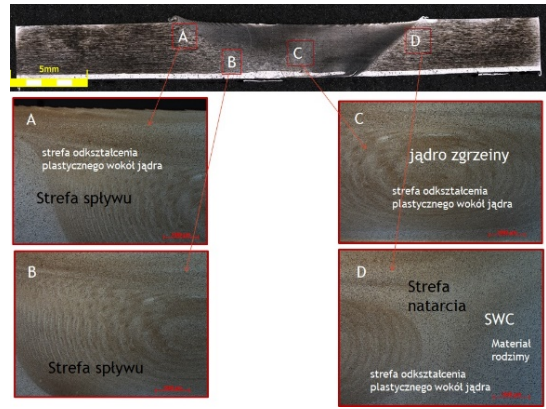 A
D
B
C
5mm
A
strefa odkształcenia
plastycznego wokół jądra
Strefa spływu
C
jądro zgrzeiny
strefa odkształcenia
plastycznego wokół jądra
B
Strefa spływu
D
Strefa
natarcia
SWC
Materiał
rodzimy
strefa odkształcenia
plastycznego wokół jądra